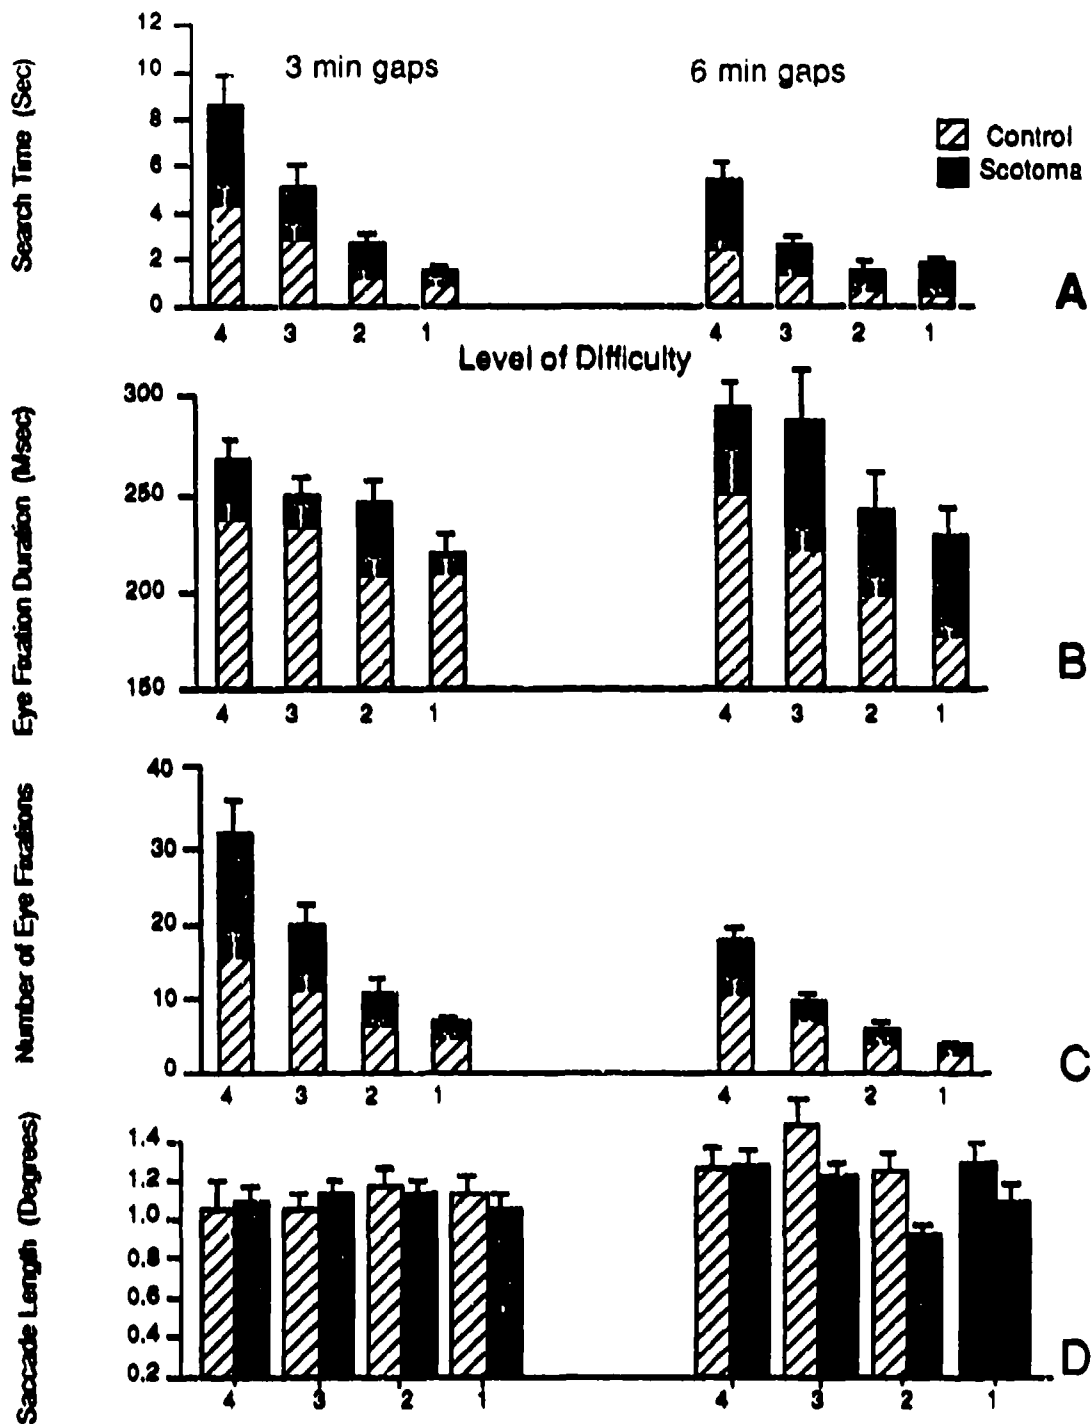 12
10
8
6
4
2
0
Search Time (Sec)
3 min gaps
6 min gaps
Control
Scotoma
4 3 2 1
4 3 2 1
A
Level of Difficulty
300
250
200
150
Eye Fixation Duration (Msec)
4 3 2 1
4 3 2 1
B
40
30
20
10
0
Number of Eye Fixations
4 3 2 1
4 3 2 1
C
1.4
1.2
1.0
0.8
0.6
0.4
0.2
Saccade Length (Degrees)
4 3 2 1
4 3 2 1
D